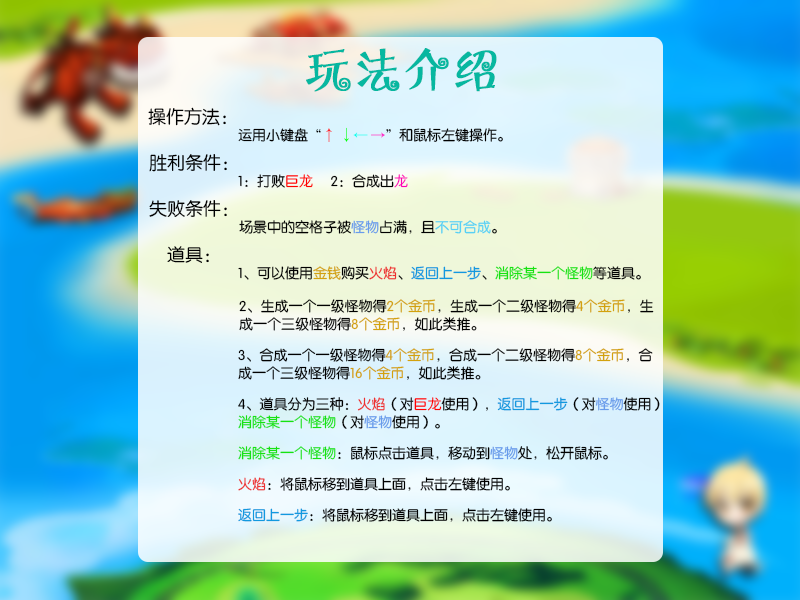 玩法介绍
操作方法：
运用小键盘“↑ ↓←→”和鼠标左键操作。
胜利条件：
1：打败巨龙 2：合成出龙
失败条件：
场景中的空格子被怪物占满，且不可合成。
道具：
1、可以使用金钱购买火焰、返回上一步、消除某一个怪物等道具。
2、生成一个一级怪物得2个金币，生成一个二级怪物得4个金币，生
成一个三级怪物得8个金币，如此类推。
3、合成一个一级怪物得4个金币，合成一个二级怪物得8个金币，合
成一个三级怪物得16个金币，如此类推。
4、道具分为三种：火焰（对巨龙使用），返回上一步（对怪物使用）
消除某一个怪物（对怪物使用）。
消除某一个怪物：鼠标点击道具，移动到怪物处，松开鼠标。
火焰：将鼠标移到道具上面，点击左键使用。
返回上一步：将鼠标移到道具上面，点击左键使用。